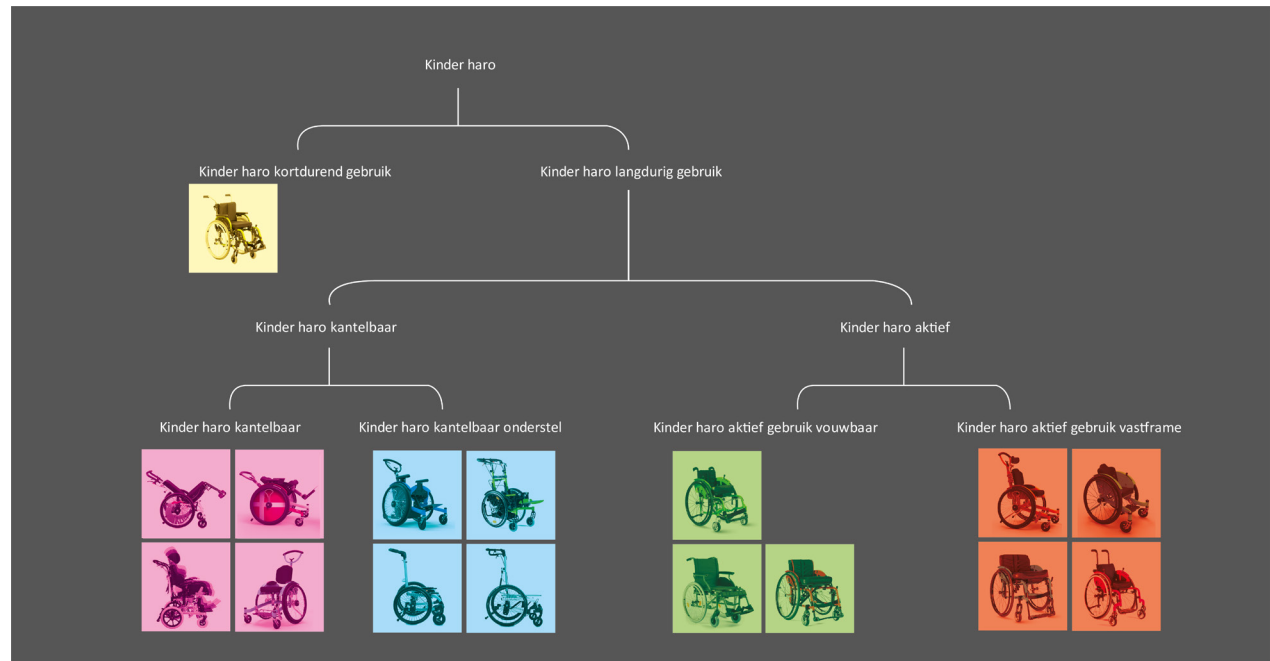 Kinder haro
Kinder haro kortdurend gebruik
Kinder haro langdurig gebruik
Kinder haro kantelbaar
Kinder haro aktief
Kinder haro kantelbaar
Kinder haro kantelbaar onderstel
Kinder haro aktief gebruik vouwbaar
Kinder haro aktief gebruik vastframe